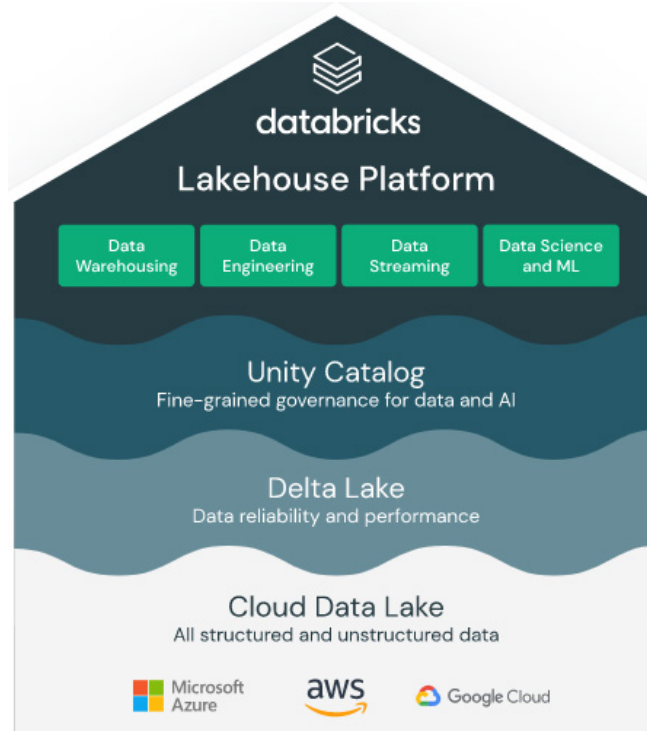 databricks
Lakehouse Platform
Data
Warehousing
Data
Engineering
Data
Streaming
Data Science
and ML
Unity Catalog
Fine-grained governance for data and AI
Delta Lake
Data reliability and performance
Cloud Data Lake
All structured and unstructured data
Microsoft
Azure
aws
Google Cloud